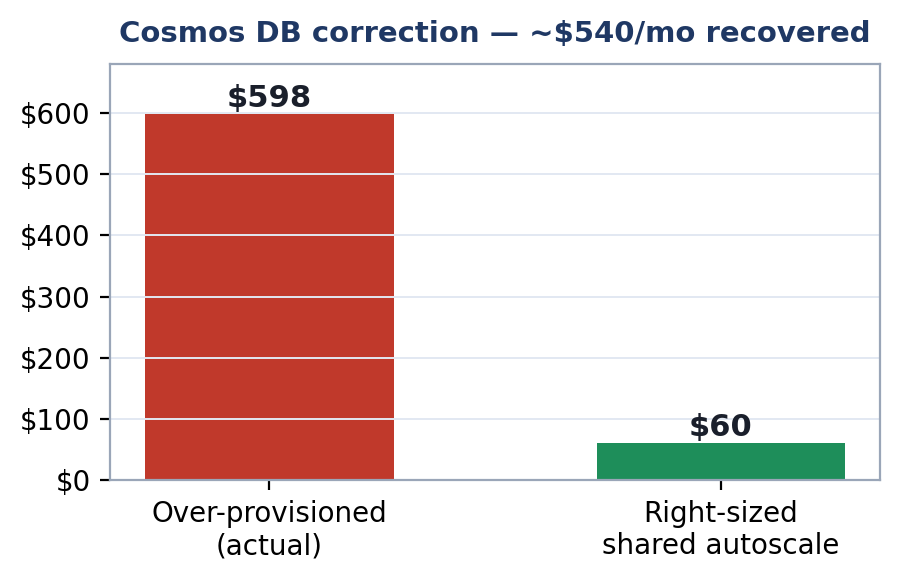 Cosmos DB correction — ~$540/mo recovered
$598
$600
$500
$400
$300
$200
$100
$60
$0
Over-provisioned
(actual)
Right-sized
shared autoscale